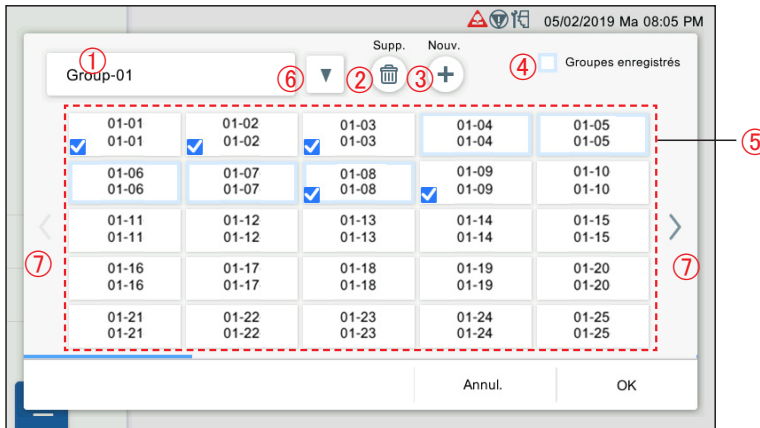 05/02/2019 Ma 08:05 PM
Supp. Nouv.
① ④ Groupes enregistrés
Group-01 ⑥ ▼ ② ③ +
01-01 01-02 01-03 01-04 01-05
01-01 01-02 01-03 01-04 01-05
⑤
01-06 01-07 01-08 01-09 01-10
01-06 01-07 01-08 01-09 01-10
01-11 01-12 01-13 01-14 01-15
01-11 01-12 01-13 01-14 01-15
⑦ ⑦
01-16 01-17 01-18 01-19 01-20
01-16 01-17 01-18 01-19 01-20
01-21 01-22 01-23 01-24 01-25
01-21 01-22 01-23 01-24 01-25
Annul. OK